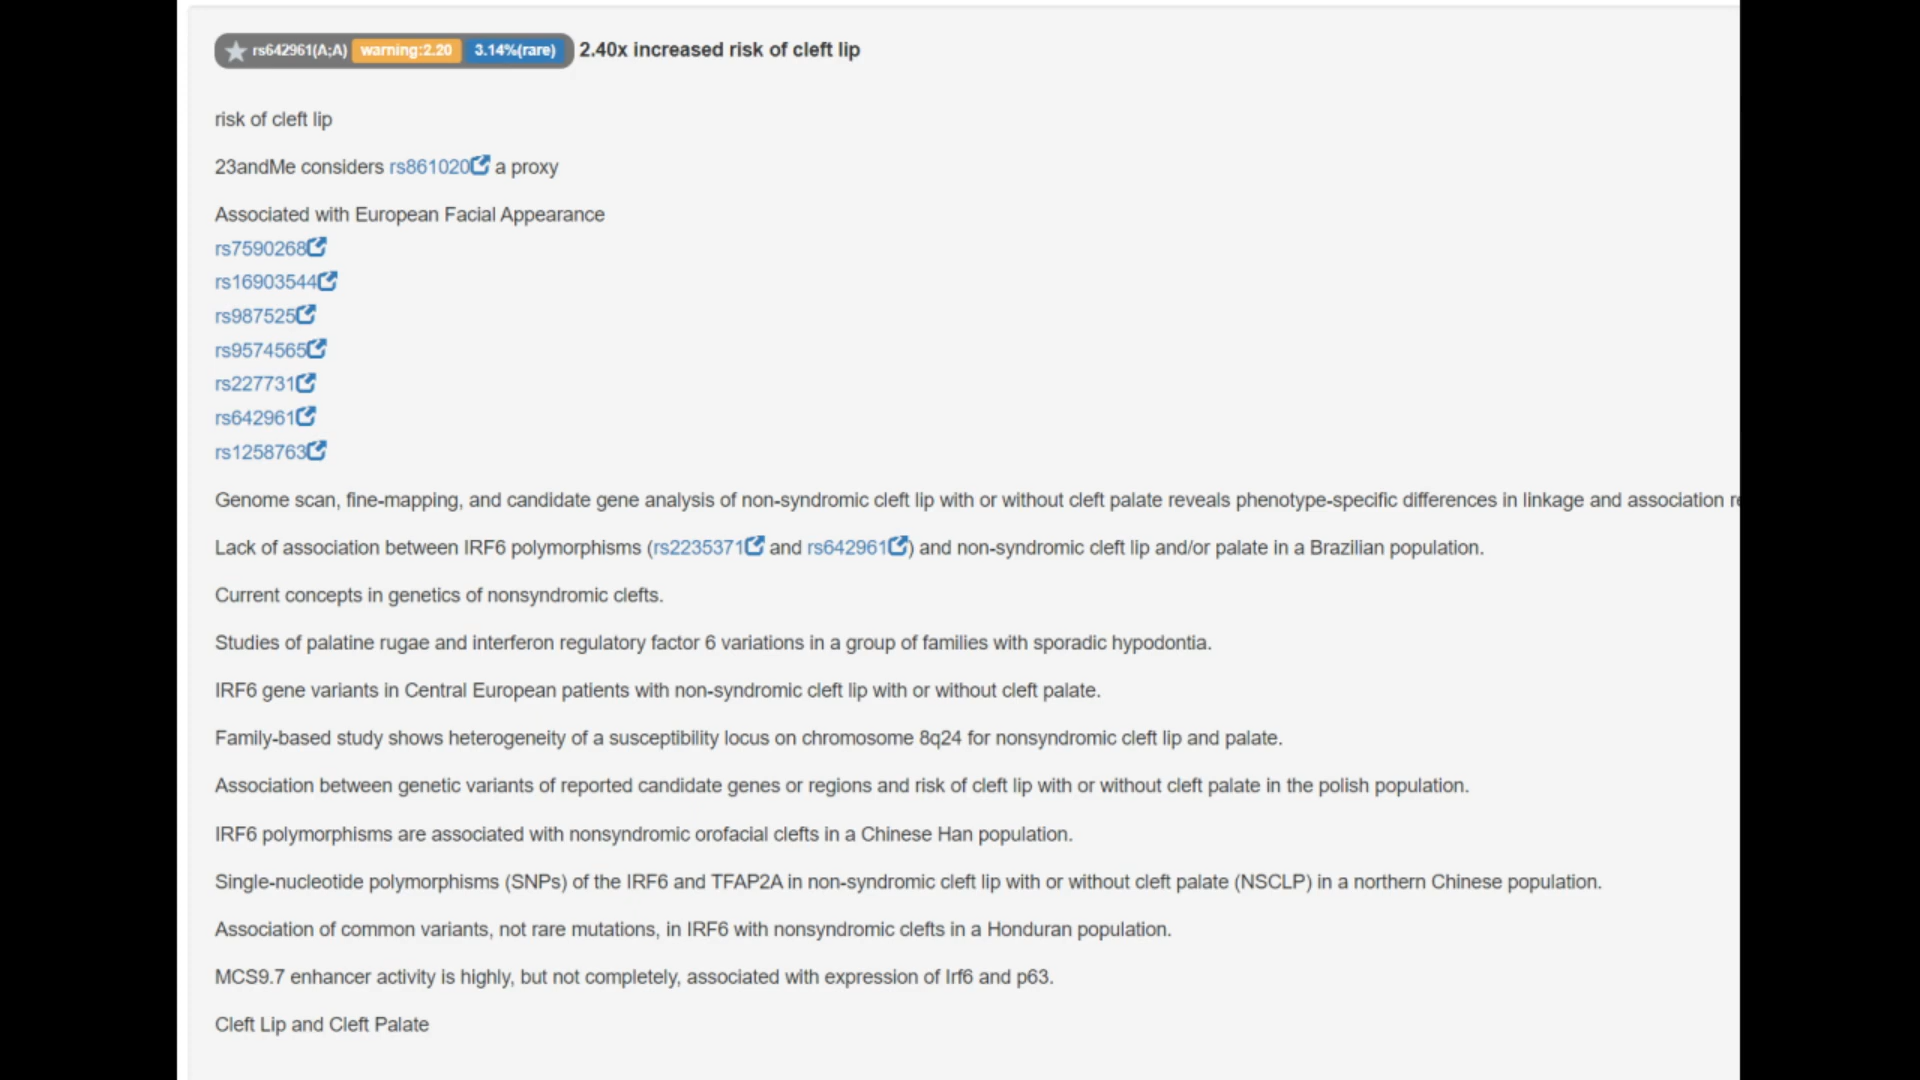 rs642961(A;A) warning:2.20 3.14%(rare) 2.40x increased risk of cleft lip
risk of cleft lip
23andMe considers rs861020 a proxy
Associated with European Facial Appearance
rs7590268
rs16903544
rs987525
rs9574565
rs227731
rs642961
rs1258763
Genome scan, fine-mapping, and candidate gene analysis of non-syndromic cleft lip with or without cleft palate reveals phenotype-specific differences in linkage and association
Lack of association between IRF6 polymorphisms (rs2235371 and rs642961) and non-syndromic cleft lip and/or palate in a Brazilian population.
Current concepts in genetics of nonsyndromic clefts.
Studies of palatine rugae and interferon regulatory factor 6 variations in a group of families with sporadic hypodontia.
IRF6 gene variants in Central European patients with non-syndromic cleft lip with or without cleft palate.
Family-based study shows heterogeneity of a susceptibility locus on chromosome 8q24 for nonsyndromic cleft lip and palate.
Association between genetic variants of reported candidate genes or regions and risk of cleft lip with or without cleft palate in the polish population.
IRF6 polymorphisms are associated with nonsyndromic orofacial clefts in a Chinese Han population.
Single-nucleotide polymorphisms (SNPs) of the IRF6 and TFAP2A in non-syndromic cleft lip with or without cleft palate (NSCLP) in a northern Chinese population.
Association of common variants, not rare mutations, in IRF6 with nonsyndromic clefts in a Honduran population.
MCS9.7 enhancer activity is highly, but not completely, associated with expression of Irf6 and p63.
Cleft Lip and Cleft Palate